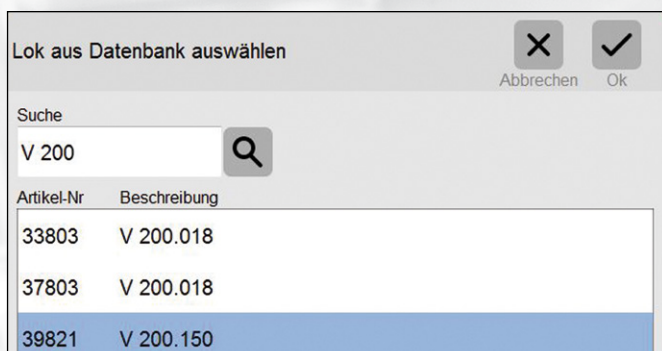 Lok aus Datenbank auswählen
Abbrechen Ok
Suche
V 200
Artikel-Nr Beschreibung
33803 V 200.018
37803 V 200.018
39821 V 200.150